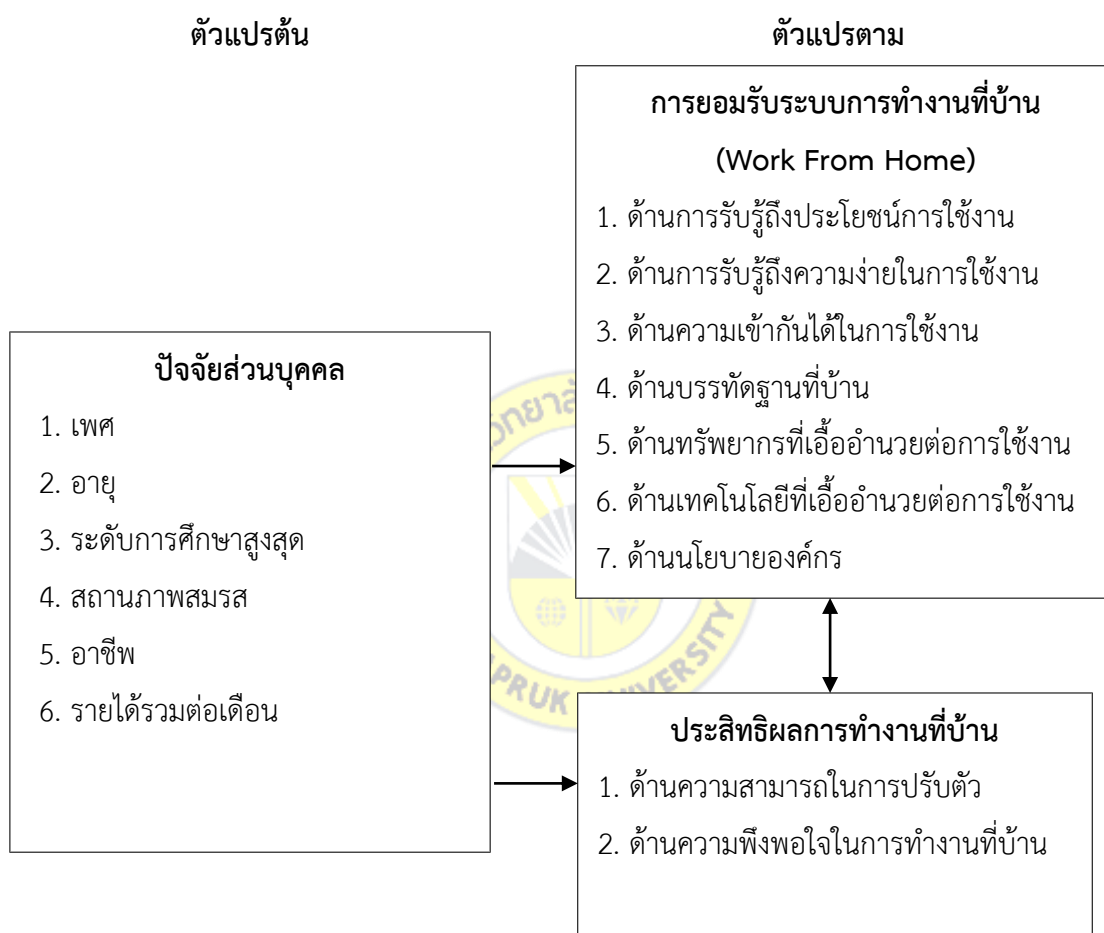 ตัวแปรต้น
ตัวแปรตาม
การยอมรับระบบการทำงานที่บ้าน
(Work From Home)
1. ด้านการรับรู้ถึงประโยชน์การใช้งาน
2. ด้านการรับรู้ถึงความง่ายในการใช้งาน
3. ด้านความเข้ากันได้ในการใช้งาน
4. ด้านบรรทัดฐานที่บ้าน
5. ด้านทรัพยากรที่เอื้ออำนวยต่อการใช้งาน
6. ด้านเทคโนโลยีที่เอื้ออำนวยต่อการใช้งาน
7. ด้านนโยบายองค์กร
ปัจจัยส่วนบุคคล
1. เพศ
2. อายุ
3. ระดับการศึกษาสูงสุด
4. สถานภาพสมรส
5. อาชีพ
6. รายได้รวมต่อเดือน
ประสิทธิผลการทำงานที่บ้าน
1. ด้านความสามารถในการปรับตัว
2. ด้านความพึงพอใจในการทำงานที่บ้าน